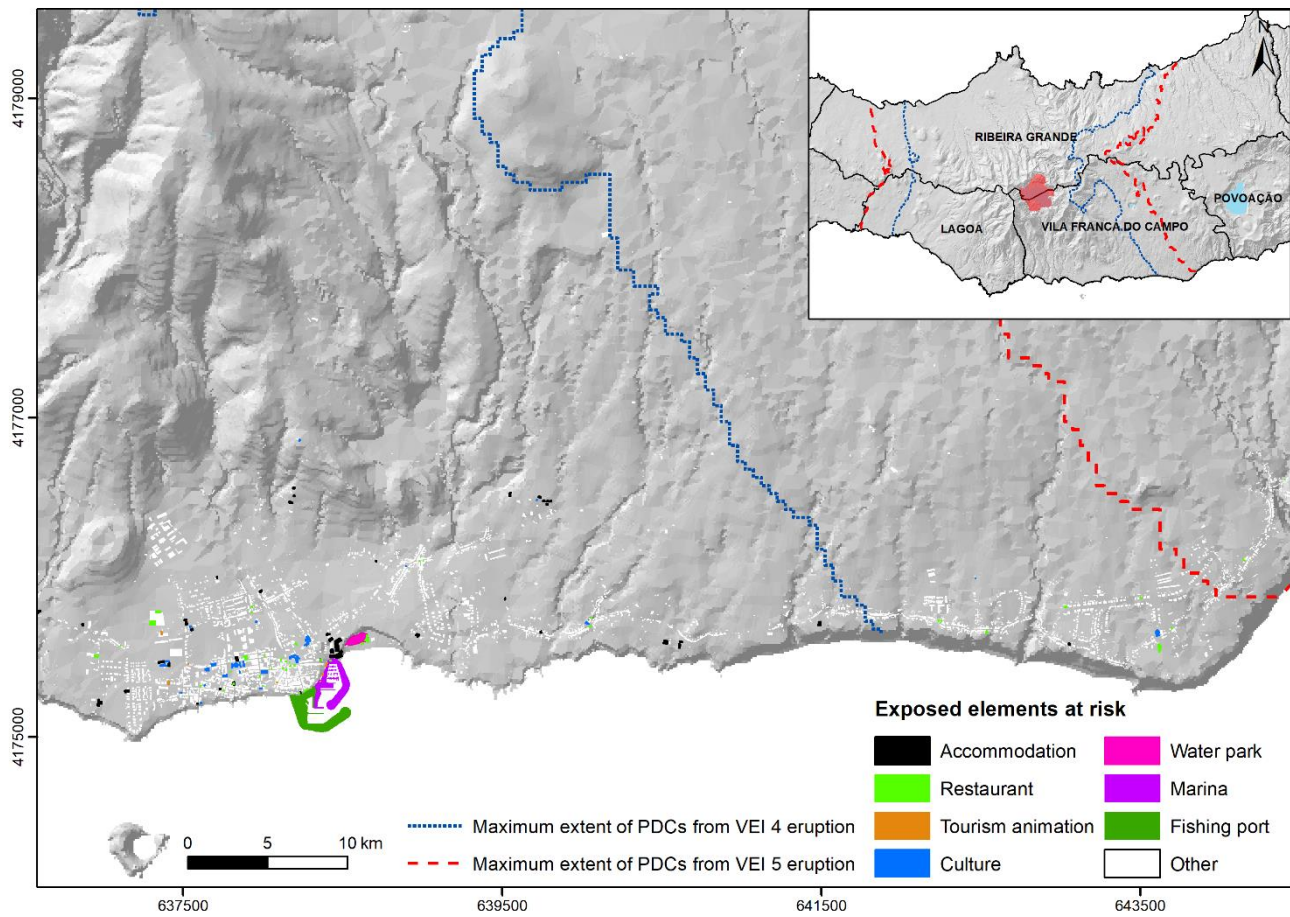 4179000
4177000
4175000
RIBEIRA GRANDE
POVOAÇÃO
LAGOA
VILA FRANCA DO CAMPO
Exposed elements at risk
Accommodation
Water park
Restaurant
Marina
Tourism animation
Fishing port
Culture
Other
0 5 10 km
Maximum extent of PDCs from VEI 4 eruption
Maximum extent of PDCs from VEI 5 eruption
637500
639500
641500
643500